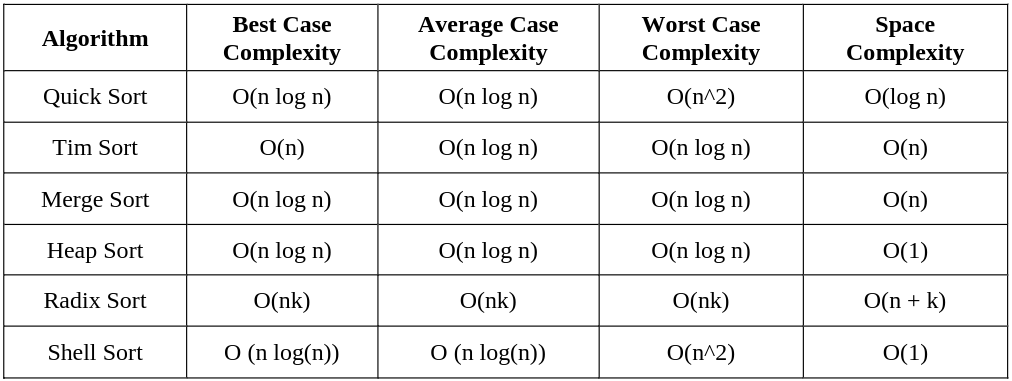 Algorithm Best Case Complexity Average Case Complexity Worst Case Complexity Space Complexity
Quick Sort O(n log n) O(n log n) O(n^2) O(log n)
Tim Sort O(n) O(n log n) O(n log n) O(n)
Merge Sort O(n log n) O(n log n) O(n log n) O(n)
Heap Sort O(n log n) O(n log n) O(n log n) O(1)
Radix Sort O(nk) O(nk) O(nk) O(n + k)
Shell Sort O (n log(n)) O (n log(n)) O(n^2) O(1)